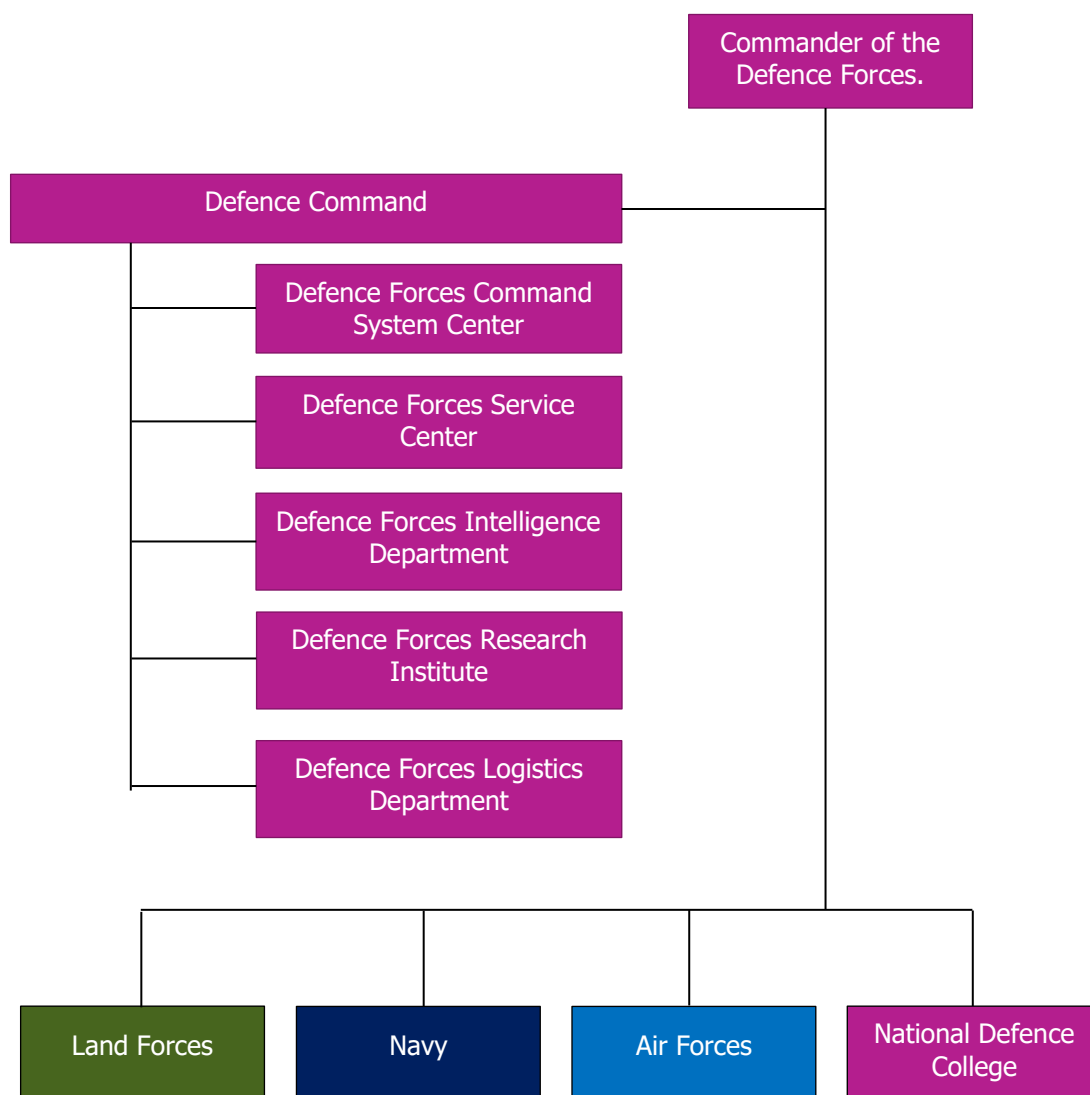 Commander of the
Defence Forces.
Defence Command
Defence Forces Command
System Center
Defence Forces Service
Center
Defence Forces Intelligence
Department
Defence Forces Research
Institute
Defence Forces Logistics
Department
Land Forces
Navy
Air Forces
National Defence
College